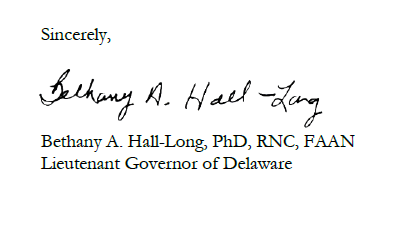 Sincerely,
Bethany A. Hall-Long
Bethany A. Hall-Long, PhD, RNC, FAAN
Lieutenant Governor of Delaware